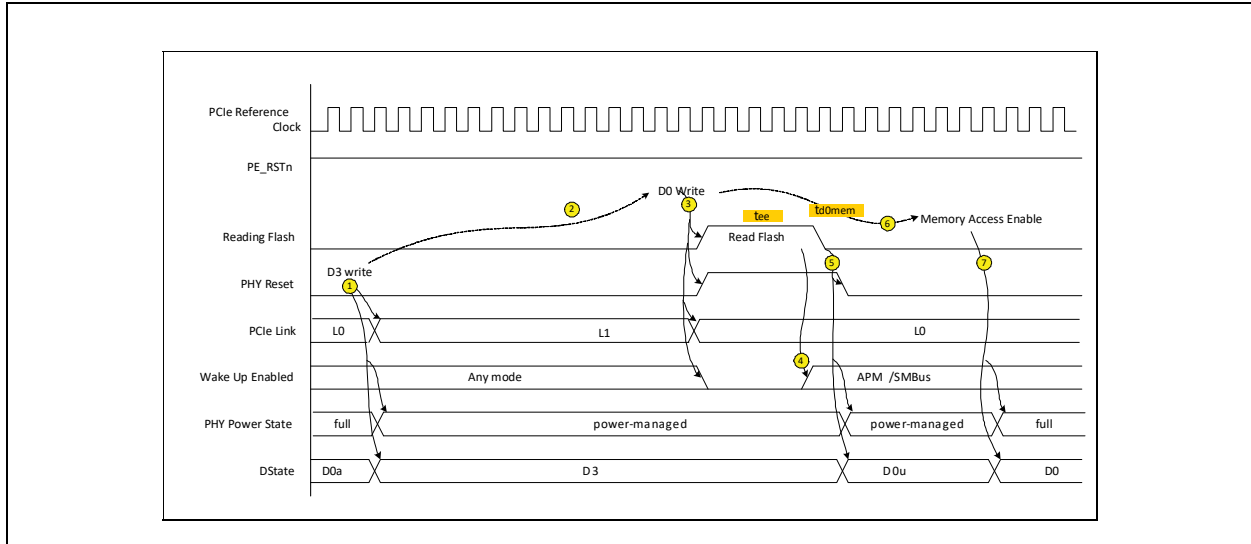 PCIe Reference
Clock
PE_RSTn
D0 Write
2
3
tee
td0mem
6
Memory Access Enable
Reading Flash
Read Flash
D3 write
5
7
1
PHY Reset
PCIe Link
L0
L1
L0
4
Wake Up Enabled
Any mode
APM /SMBus
PHY Power State
full
power-managed
power-managed
full
DState
D0a
D3
D0u
D0